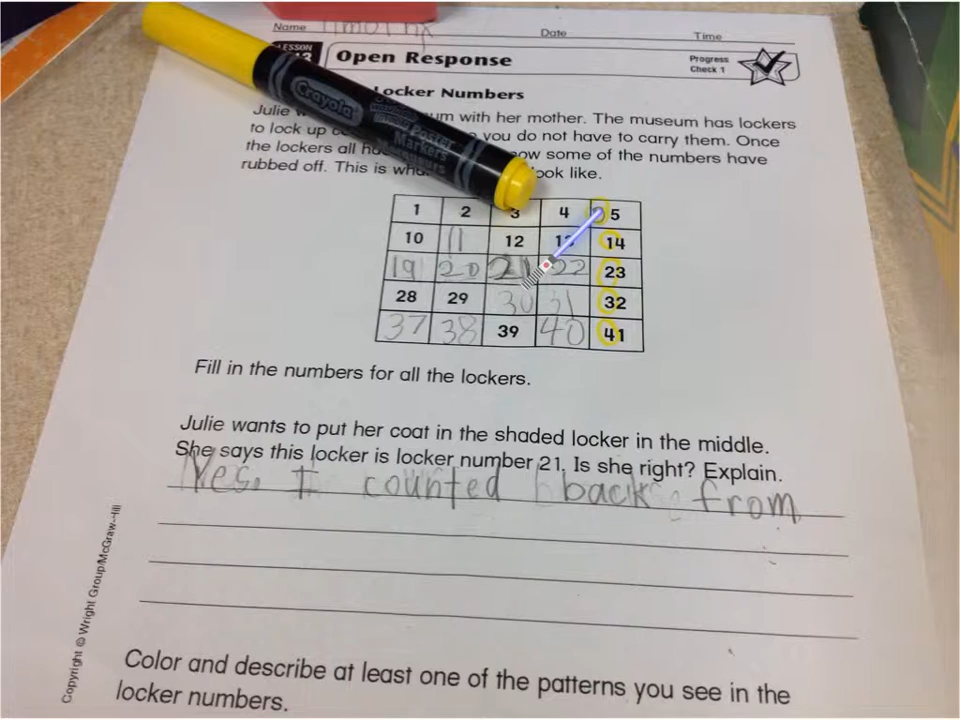 Name Timothy Date Time
LESSON
Open Response
Progress
Check 1
Locker Numbers
Julie um with her mother. The museum has lockers
to lock up you do not have to carry them. Once
the lockers all some of the numbers have
rubbed off. This is look like.
Crayola
Poster
Markers
1 2 3 4 5
10 11 12 13 14
19 20 21 22 23
28 29 30 31 32
37 38 39 40 41
Fill in the numbers for all the lockers.
Julie wants to put her coat in the shaded locker in the middle.
She says this locker is locker number 21. Is she right? Explain.
Yes. I counted back from
Color and describe at least one of the patterns you see in the
locker numbers.
Copyright © Wright Group/McGraw-Hill